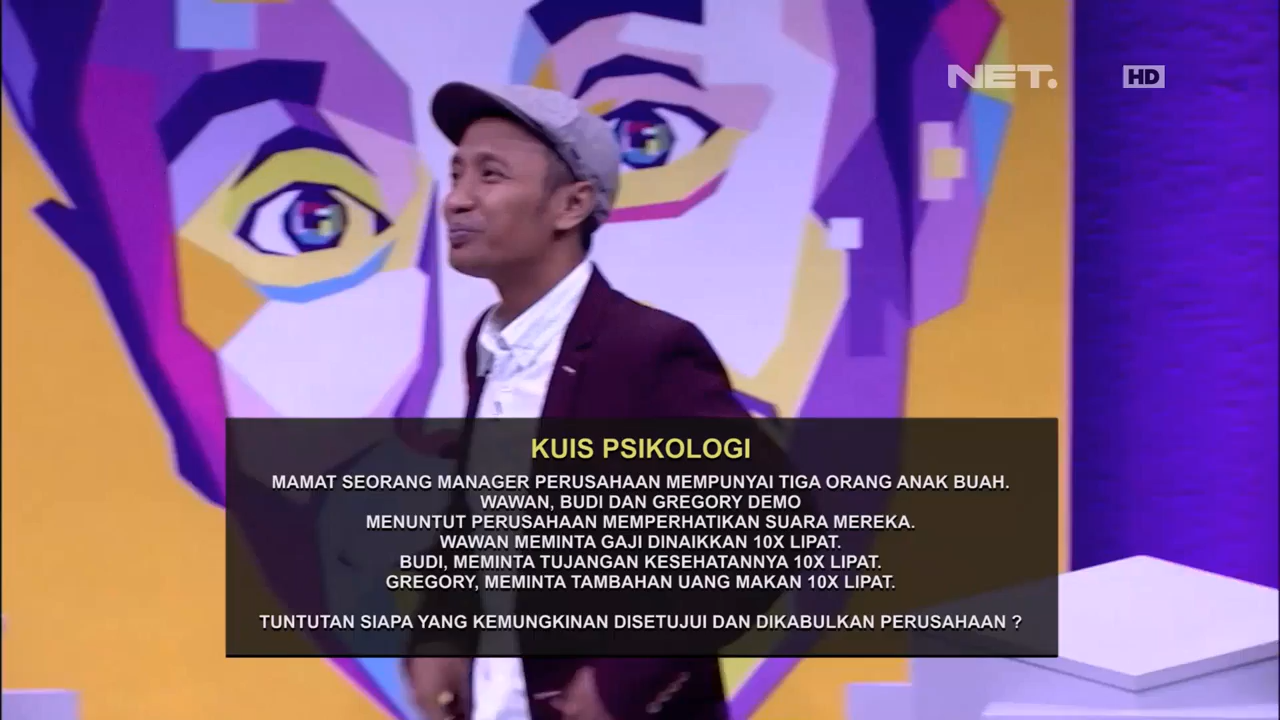 NET.
HD
KUIS PSIKOLOGI
MAMAT SEORANG MANAGER PERUSAHAAN MEMPUNYAI TIGA ORANG ANAK BUAH.
WAWAN, BUDI DAN GREGORY DEMO
MENUNTUT PERUSAHAAN MEMPERHATIKAN SUARA MEREKA.
WAWAN MEMINTA GAJI DINAIKKAN 10X LIPAT.
BUDI, MEMINTA TUJANGAN KESEHATANNYA 10X LIPAT.
GREGORY, MEMINTA TAMBAHAN UANG MAKAN 10X LIPAT.
TUNTUTAN SIAPA YANG KEMUNGKINAN DISETUJUI DAN DIKABULKAN PERUSAHAAN ?